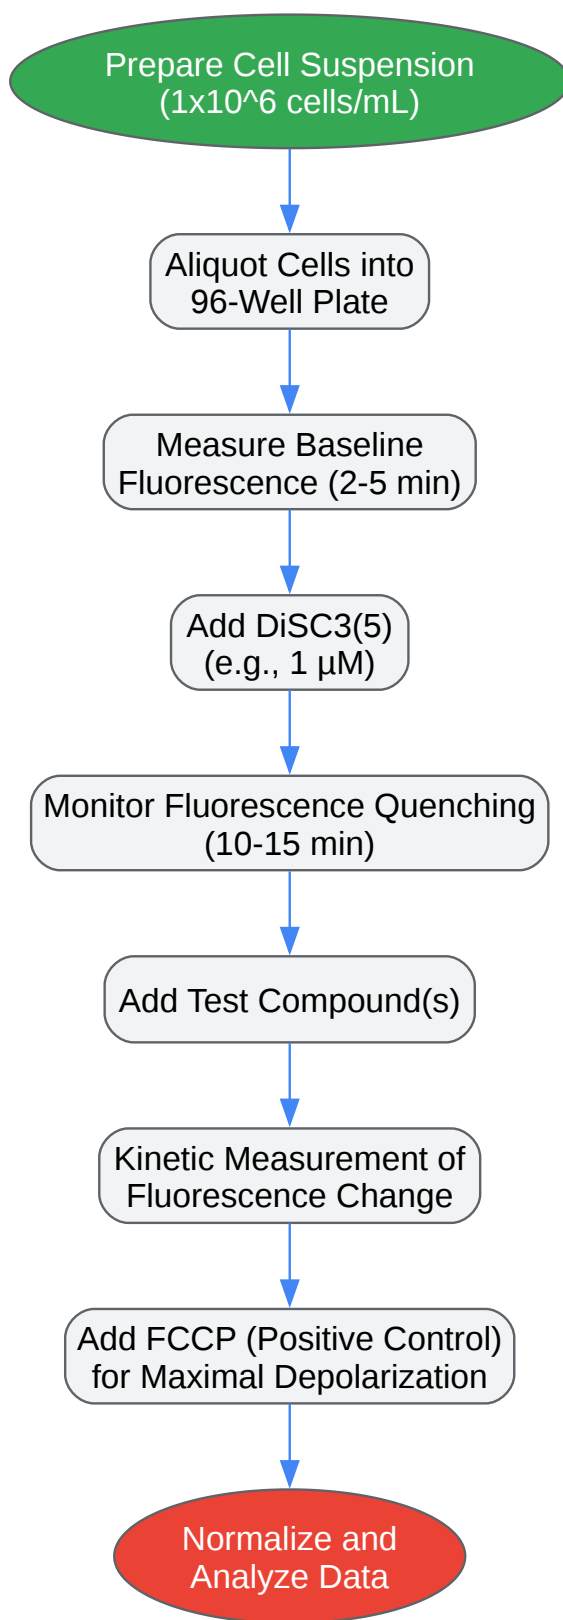 Prepare Cell Suspension
(1x10^6 cells/mL)
Aliquot Cells into
96-Well Plate
Measure Baseline
Fluorescence (2-5 min)
Add DiSC3(5)
(e.g., 1 µM)
Monitor Fluorescence Quenching
(10-15 min)
Add Test Compound(s)
Kinetic Measurement of
Fluorescence Change
Add FCCP (Positive Control)
for Maximal Depolarization
Normalize and
Analyze Data